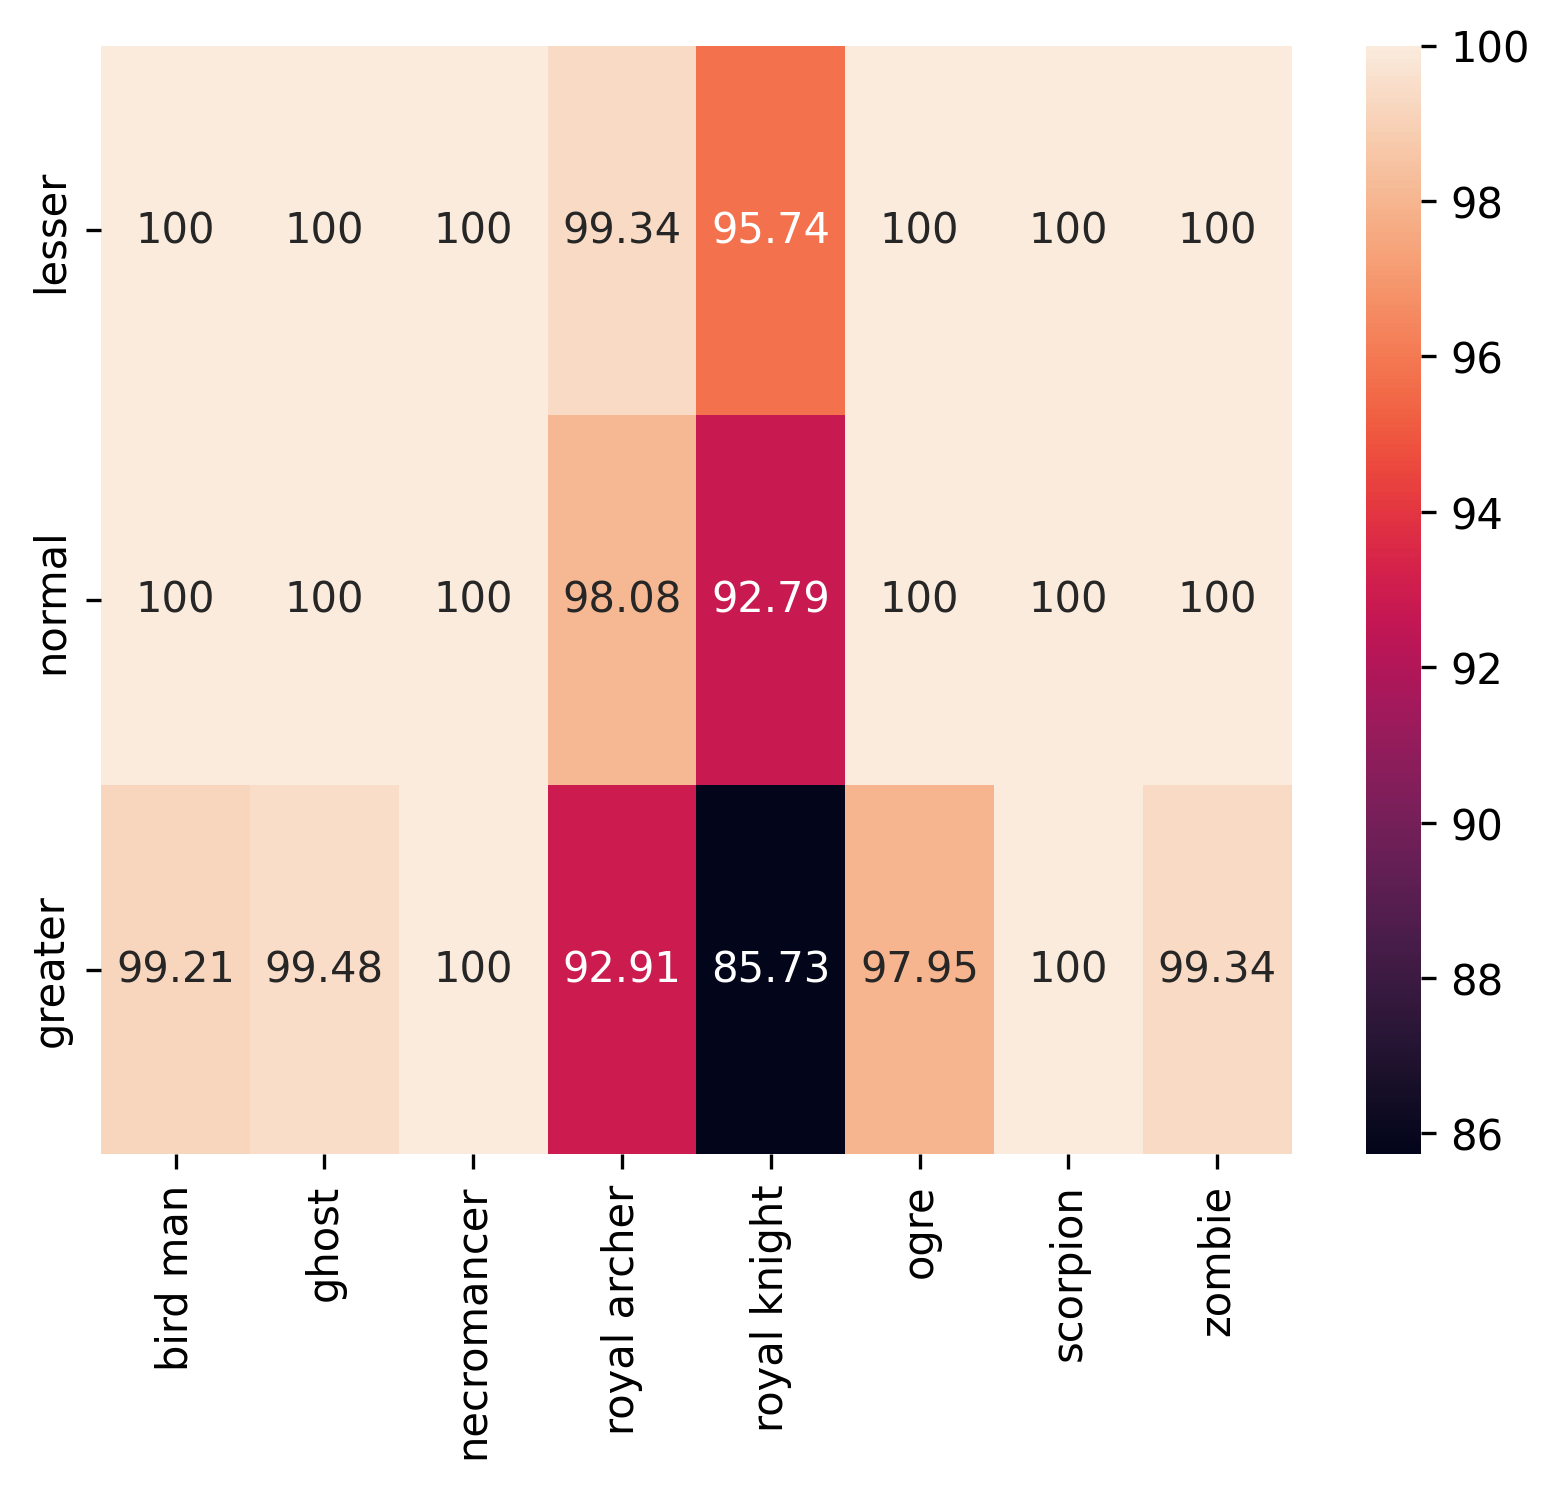 lesser 100 100 100 99.34 95.74 100 100 100
normal 100 100 100 98.08 92.79 100 100 100
greater 99.21 99.48 100 92.91 85.73 97.95 100 99.34
bird man
ghost
necromancer
royal archer
royal knight
ogre
scorpion
zombie
100
98
96
94
92
90
88
86